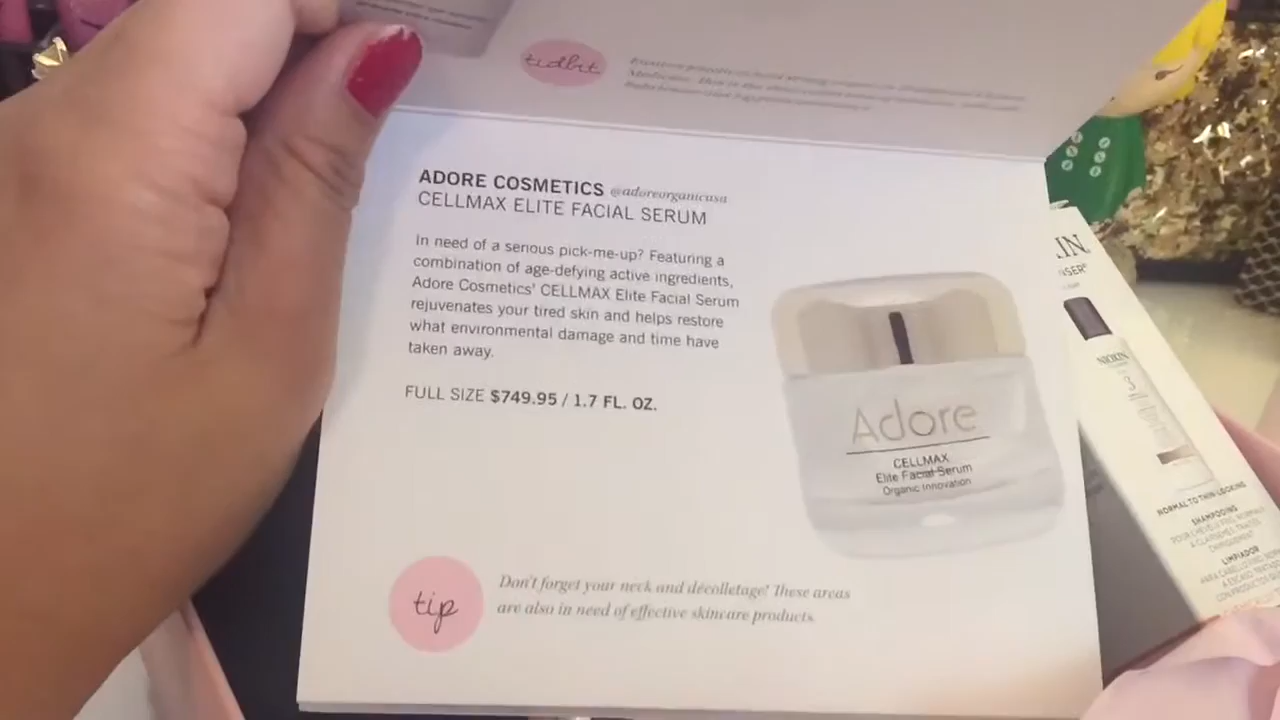 tidbit
ADORE COSMETICS @adoreorganicusa
CELLMAX ELITE FACIAL SERUM
In need of a serious pick-me-up? Featuring a
combination of age-defying active ingredients,
Adore Cosmetics' CELLMAX Elite Facial Serum
rejuvenates your tired skin and helps restore
what environmental damage and time have
taken away.
FULL SIZE $749.95 / 1.7 FL. OZ.
Adore
CELLMAX
Elite Facial Serum
Organic Innovation
tip
Don't forget your neck and décolletage! These areas
are also in need of effective skincare products.
NIOXIN
3
NORMAL TO THIN-LOOKING
SHAMPOOING
LIMPIADOR